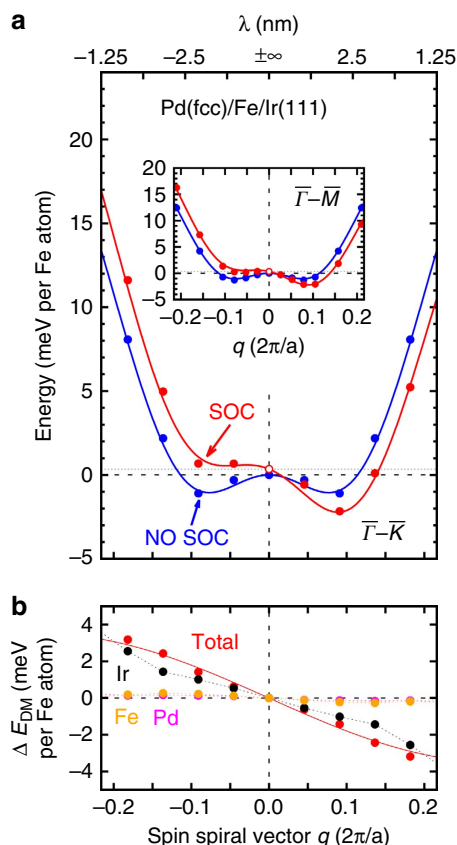 a
λ (nm)
−1.25 −2.5 ±∞ 2.5 1.25
Pd(fcc)/Fe/Ir(111)
20
15
10
5
0
−5
Energy (meV per Fe atom)
20
15
10
5
0
−5
Γ̅−M̅
−0.2 −0.1 0.0 0.1 0.2
q (2π/a)
SOC
NO SOC
Γ̅−K̅
b
Δ E_DM (meV
per Fe atom)
4
2
0
−2
−4
Total
Ir
Fe Pd
−0.2 −0.1 0.0 0.1 0.2
Spin spiral vector q (2π/a)